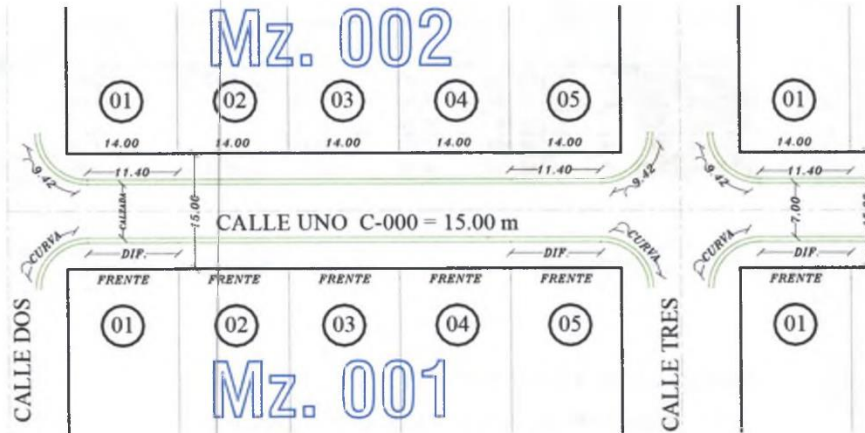 Mz. 002
01 02 03 04 05 01
14.00 14.00 14.00 14.00 14.00 14.00
9.42 11.40 11.40 9.42 9.42 11.40
CALZADA 15.00 7.00
CALLE UNO C-000 = 15.00 m
CURVA DIF. DIF. CURVA CURVA DIF.
FRENTE FRENTE FRENTE FRENTE FRENTE FRENTE
01 02 03 04 05 01
CALLE DOS
CALLE TRES
Mz. 001